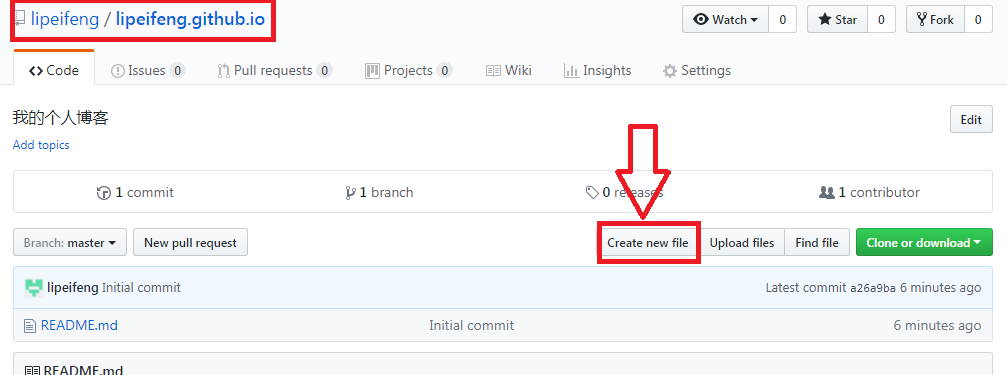 lipeifeng / lipeifeng.github.io Watch 0 Star 0 Fork 0
Code Issues 0 Pull requests 0 Projects 0 Wiki Insights Settings
我的个人博客 Edit
Add topics
1 commit 1 branch 0 releases 1 contributor
Branch: master New pull request Create new file Upload files Find file Clone or download
lipeifeng Initial commit Latest commit a26a9ba 6 minutes ago
README.md Initial commit 6 minutes ago
README.md